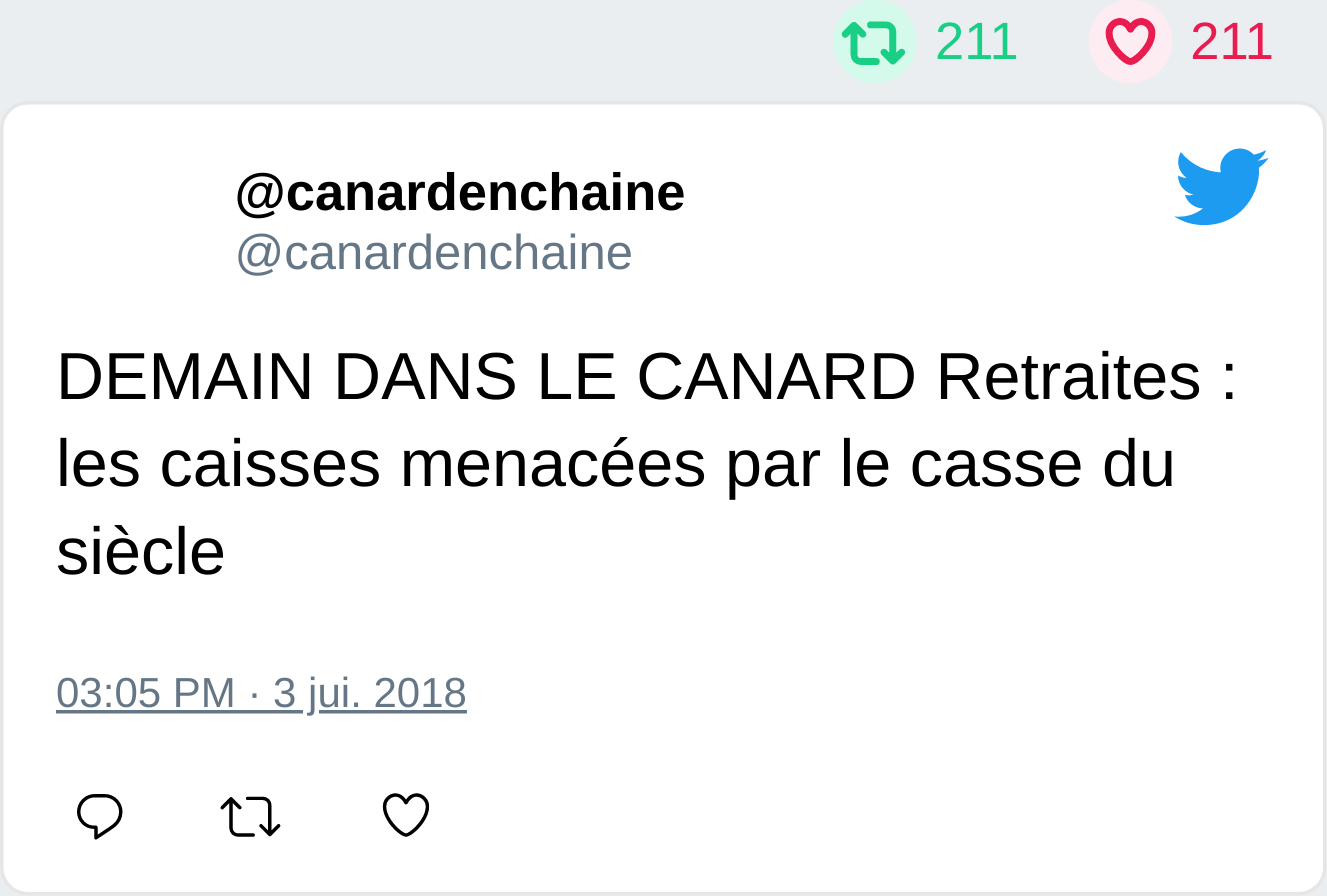 211 211
@canardenchaine
@canardenchaine
DEMAIN DANS LE CANARD Retraites :
les caisses menacées par le casse du
siècle
03:05 PM · 3 jui. 2018